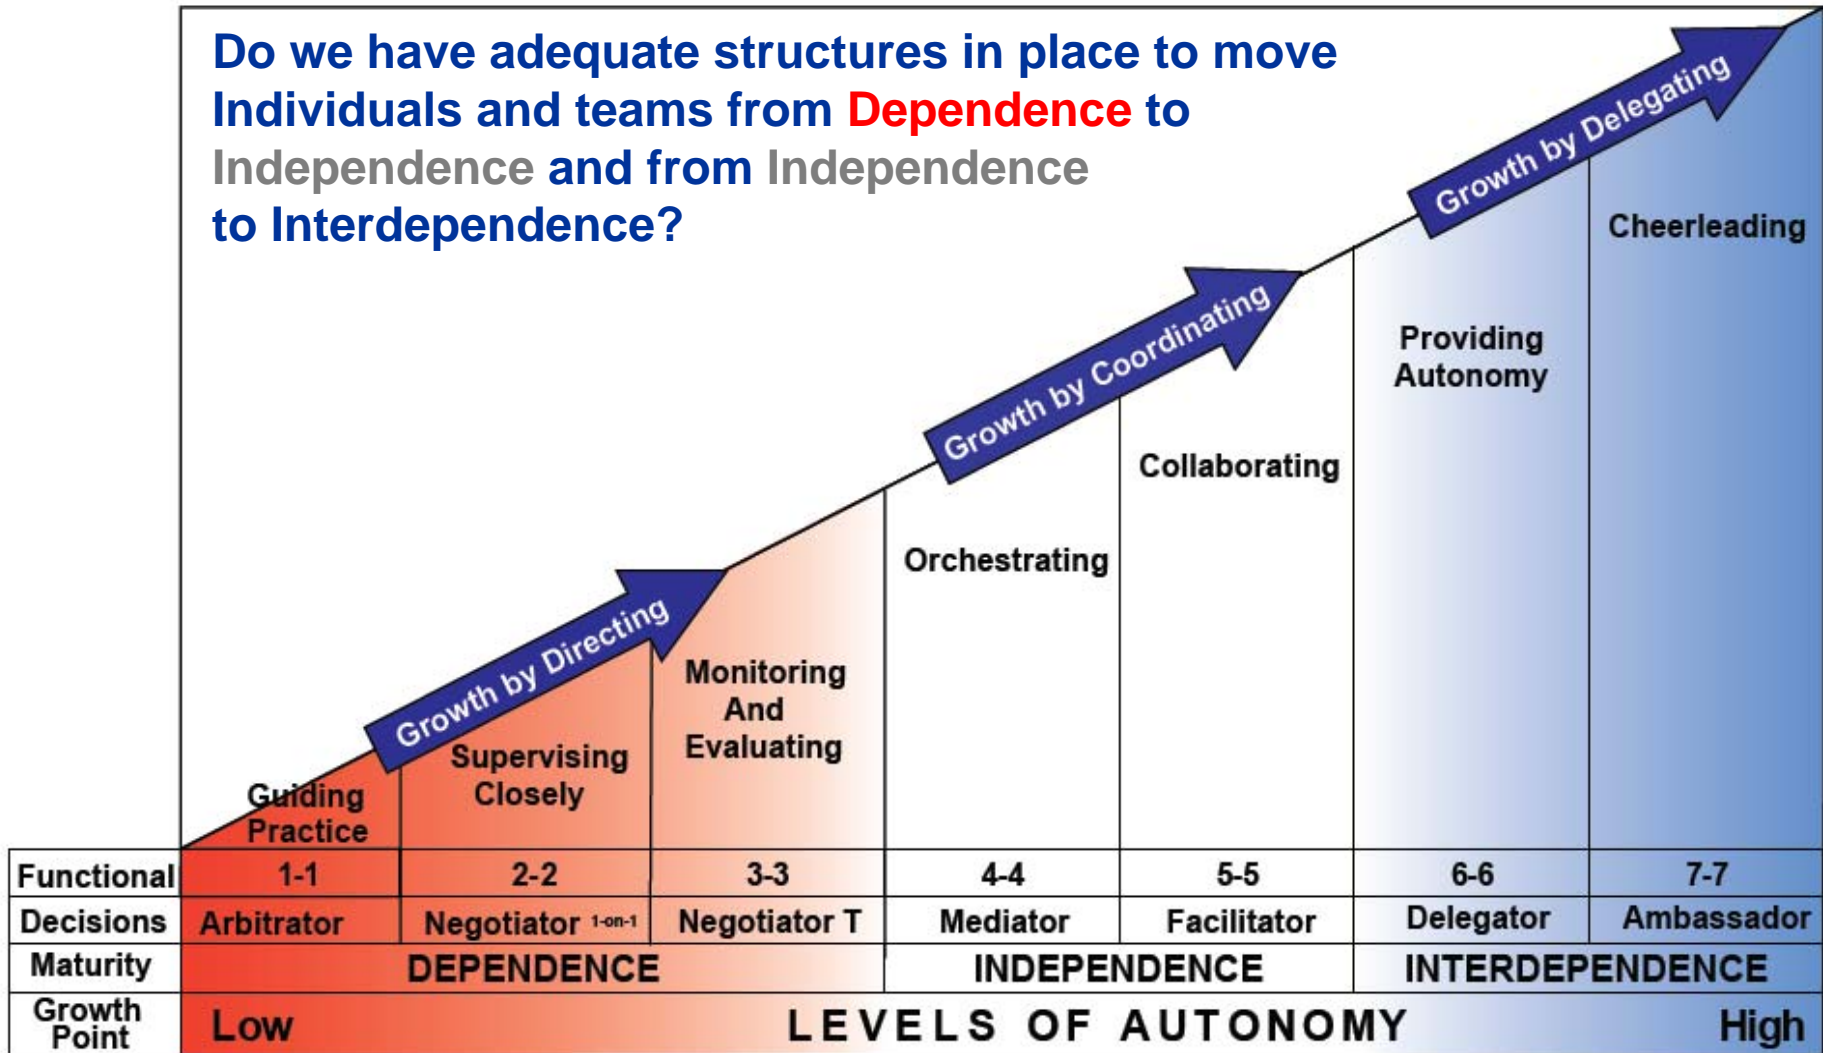 Do we have adequate structures in place to move
Individuals and teams from Dependence to
Independence and from Independence
to Interdependence?
Growth by Delegating
Cheerleading
Growth by Coordinating
Providing
Autonomy
Collaborating
Orchestrating
Growth by Directing
Monitoring
And
Evaluating
Supervising
Closely
Guiding
Practice
Functional 1-1 2-2 3-3 4-4 5-5 6-6 7-7
Decisions Arbitrator Negotiator 1-on-1 Negotiator T Mediator Facilitator Delegator Ambassador
Maturity DEPENDENCE INDEPENDENCE INTERDEPENDENCE
Growth
Point
Low LEVELS OF AUTONOMY High